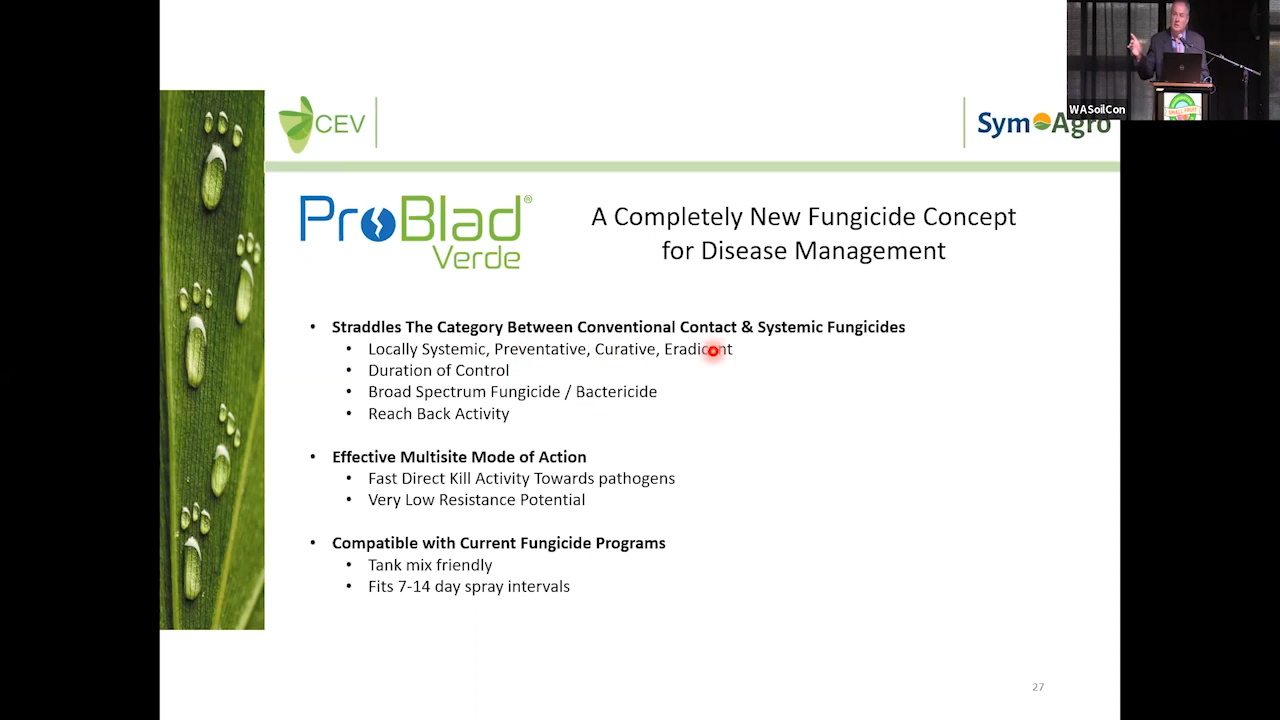 WASoilCon
SMALL FRUIT
CEV
SymAgro
ProBlad®
Verde
A Completely New Fungicide Concept
for Disease Management
• Straddles The Category Between Conventional Contact & Systemic Fungicides
• Locally Systemic, Preventative, Curative, Eradicant
• Duration of Control
• Broad Spectrum Fungicide / Bactericide
• Reach Back Activity
• Effective Multisite Mode of Action
• Fast Direct Kill Activity Towards pathogens
• Very Low Resistance Potential
• Compatible with Current Fungicide Programs
• Tank mix friendly
• Fits 7-14 day spray intervals
27